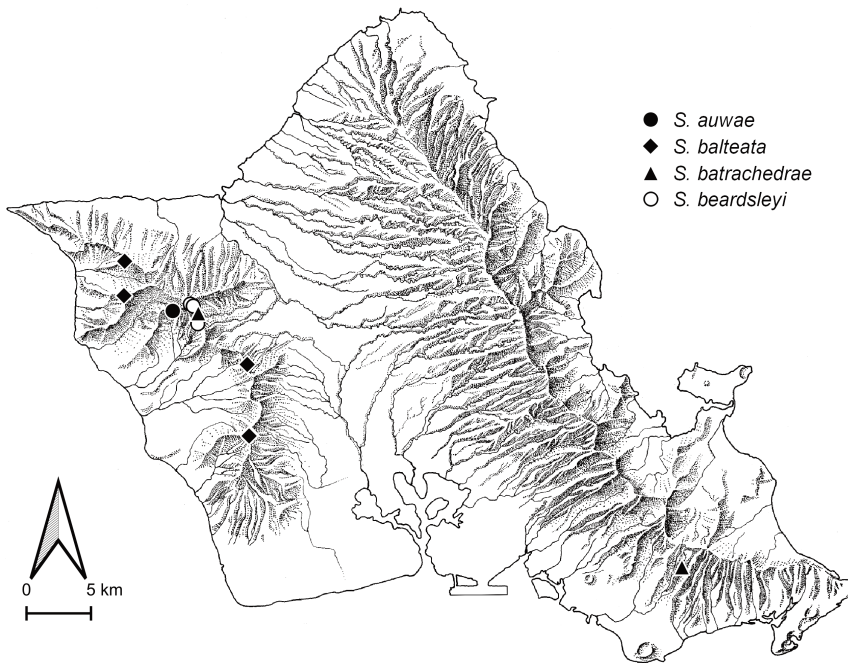 S. auwae
S. balteata
S. batrachedrae
S. beardsleyi
0 5 km